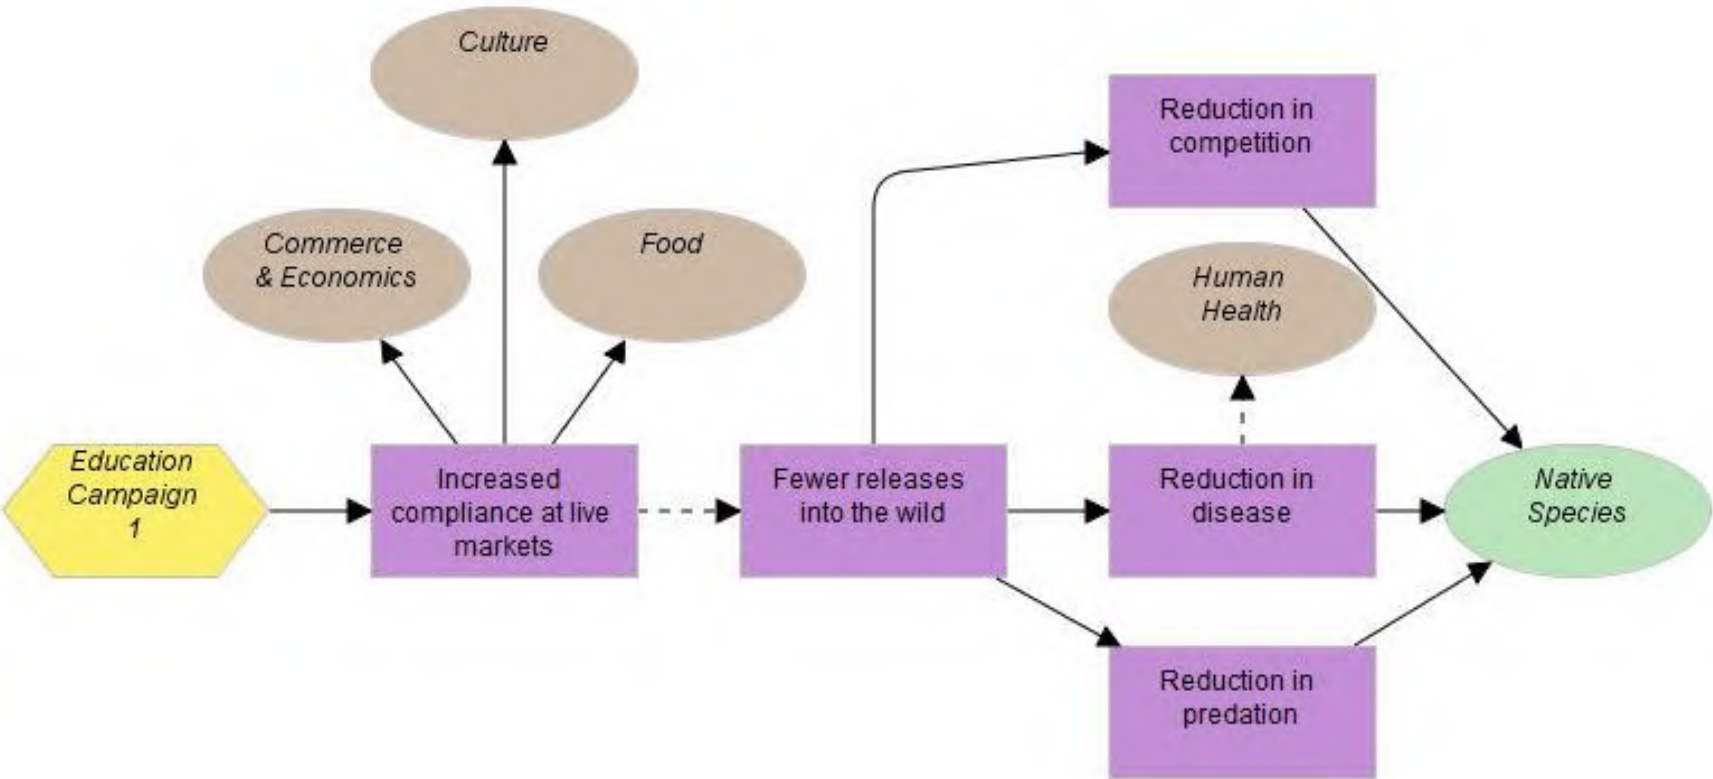 Culture
Commerce
& Economics
Food
Education
Campaign
1
Increased
compliance at live
markets
Fewer releases
into the wild
Reduction in
competition
Human
Health
Reduction in
disease
Reduction in
predation
Native
Species